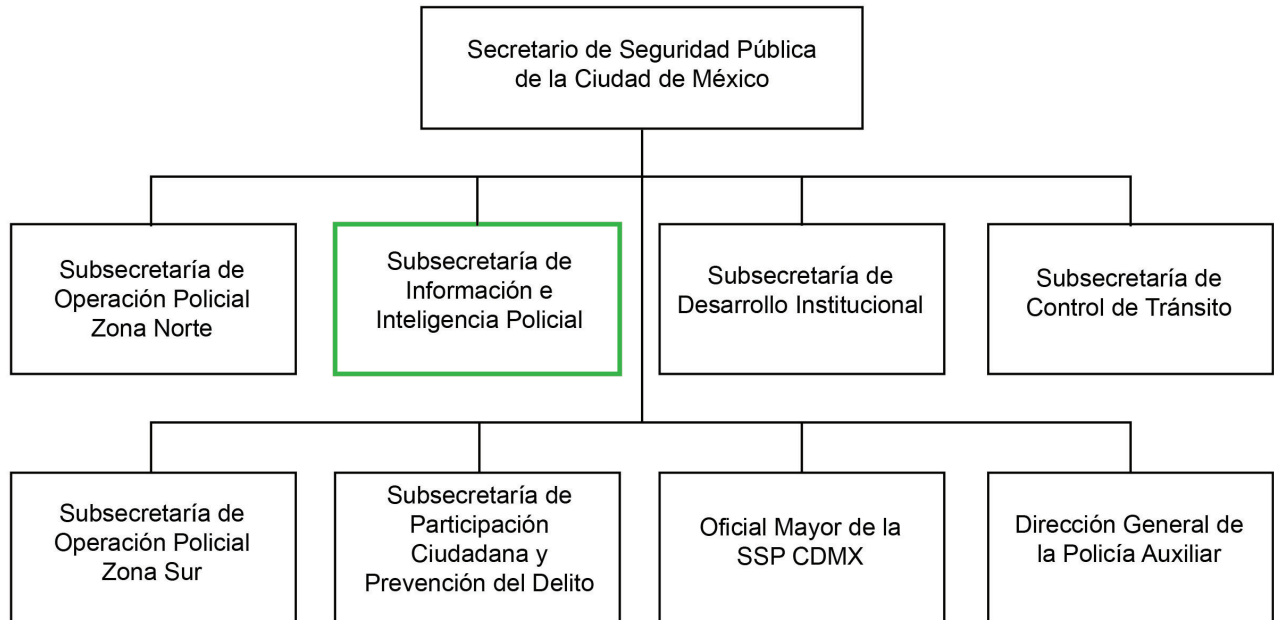 Secretario de Seguridad Pública
de la Ciudad de México
Subsecretaría de
Operación Policial
Zona Norte
Subsecretaría de
Información e
Inteligencia Policial
Subsecretaría de
Desarrollo Institucional
Subsecretaría de
Control de Tránsito
Subsecretaría de
Operación Policial
Zona Sur
Subsecretaría de
Participación
Ciudadana y
Prevención del Delito
Oficial Mayor de la
SSP CDMX
Dirección General de
la Policía Auxiliar